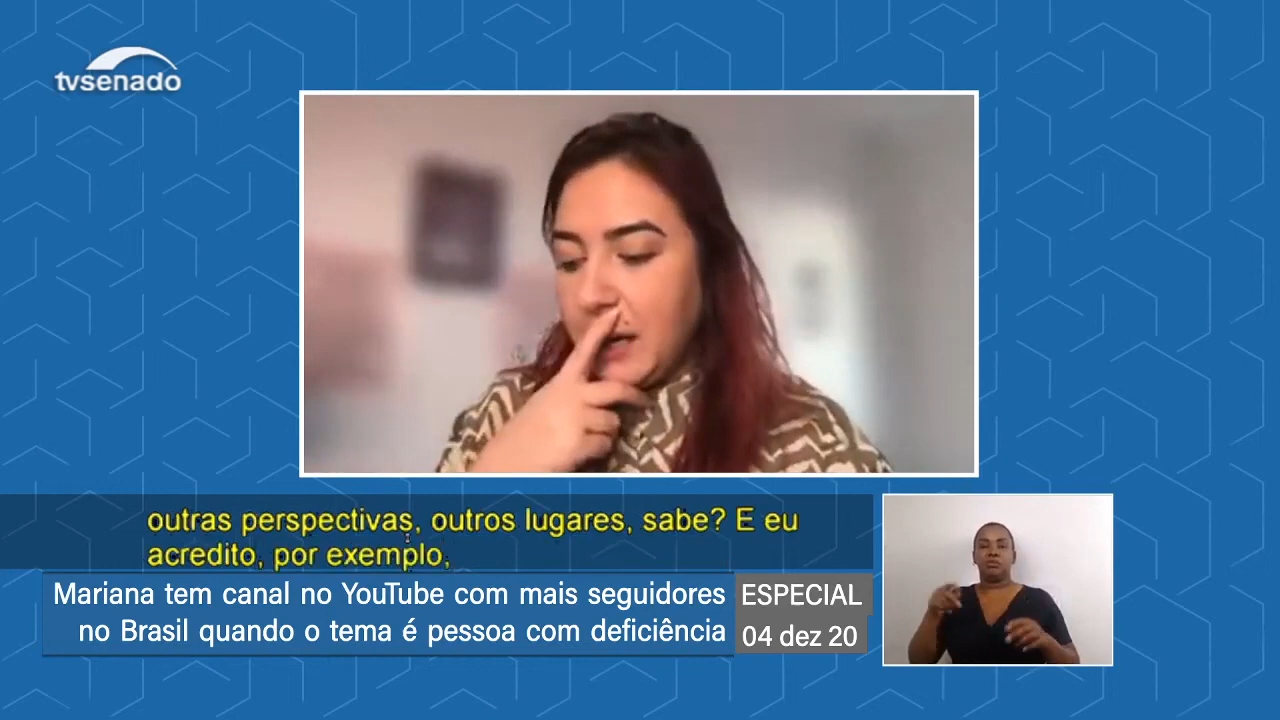 tvsenado
outras perspectivas, outros lugares, sabe? E eu
acredito, por exemplo,
Mariana tem canal no YouTube com mais seguidores
no Brasil quando o tema é pessoa com deficiência
ESPECIAL
04 dez 20